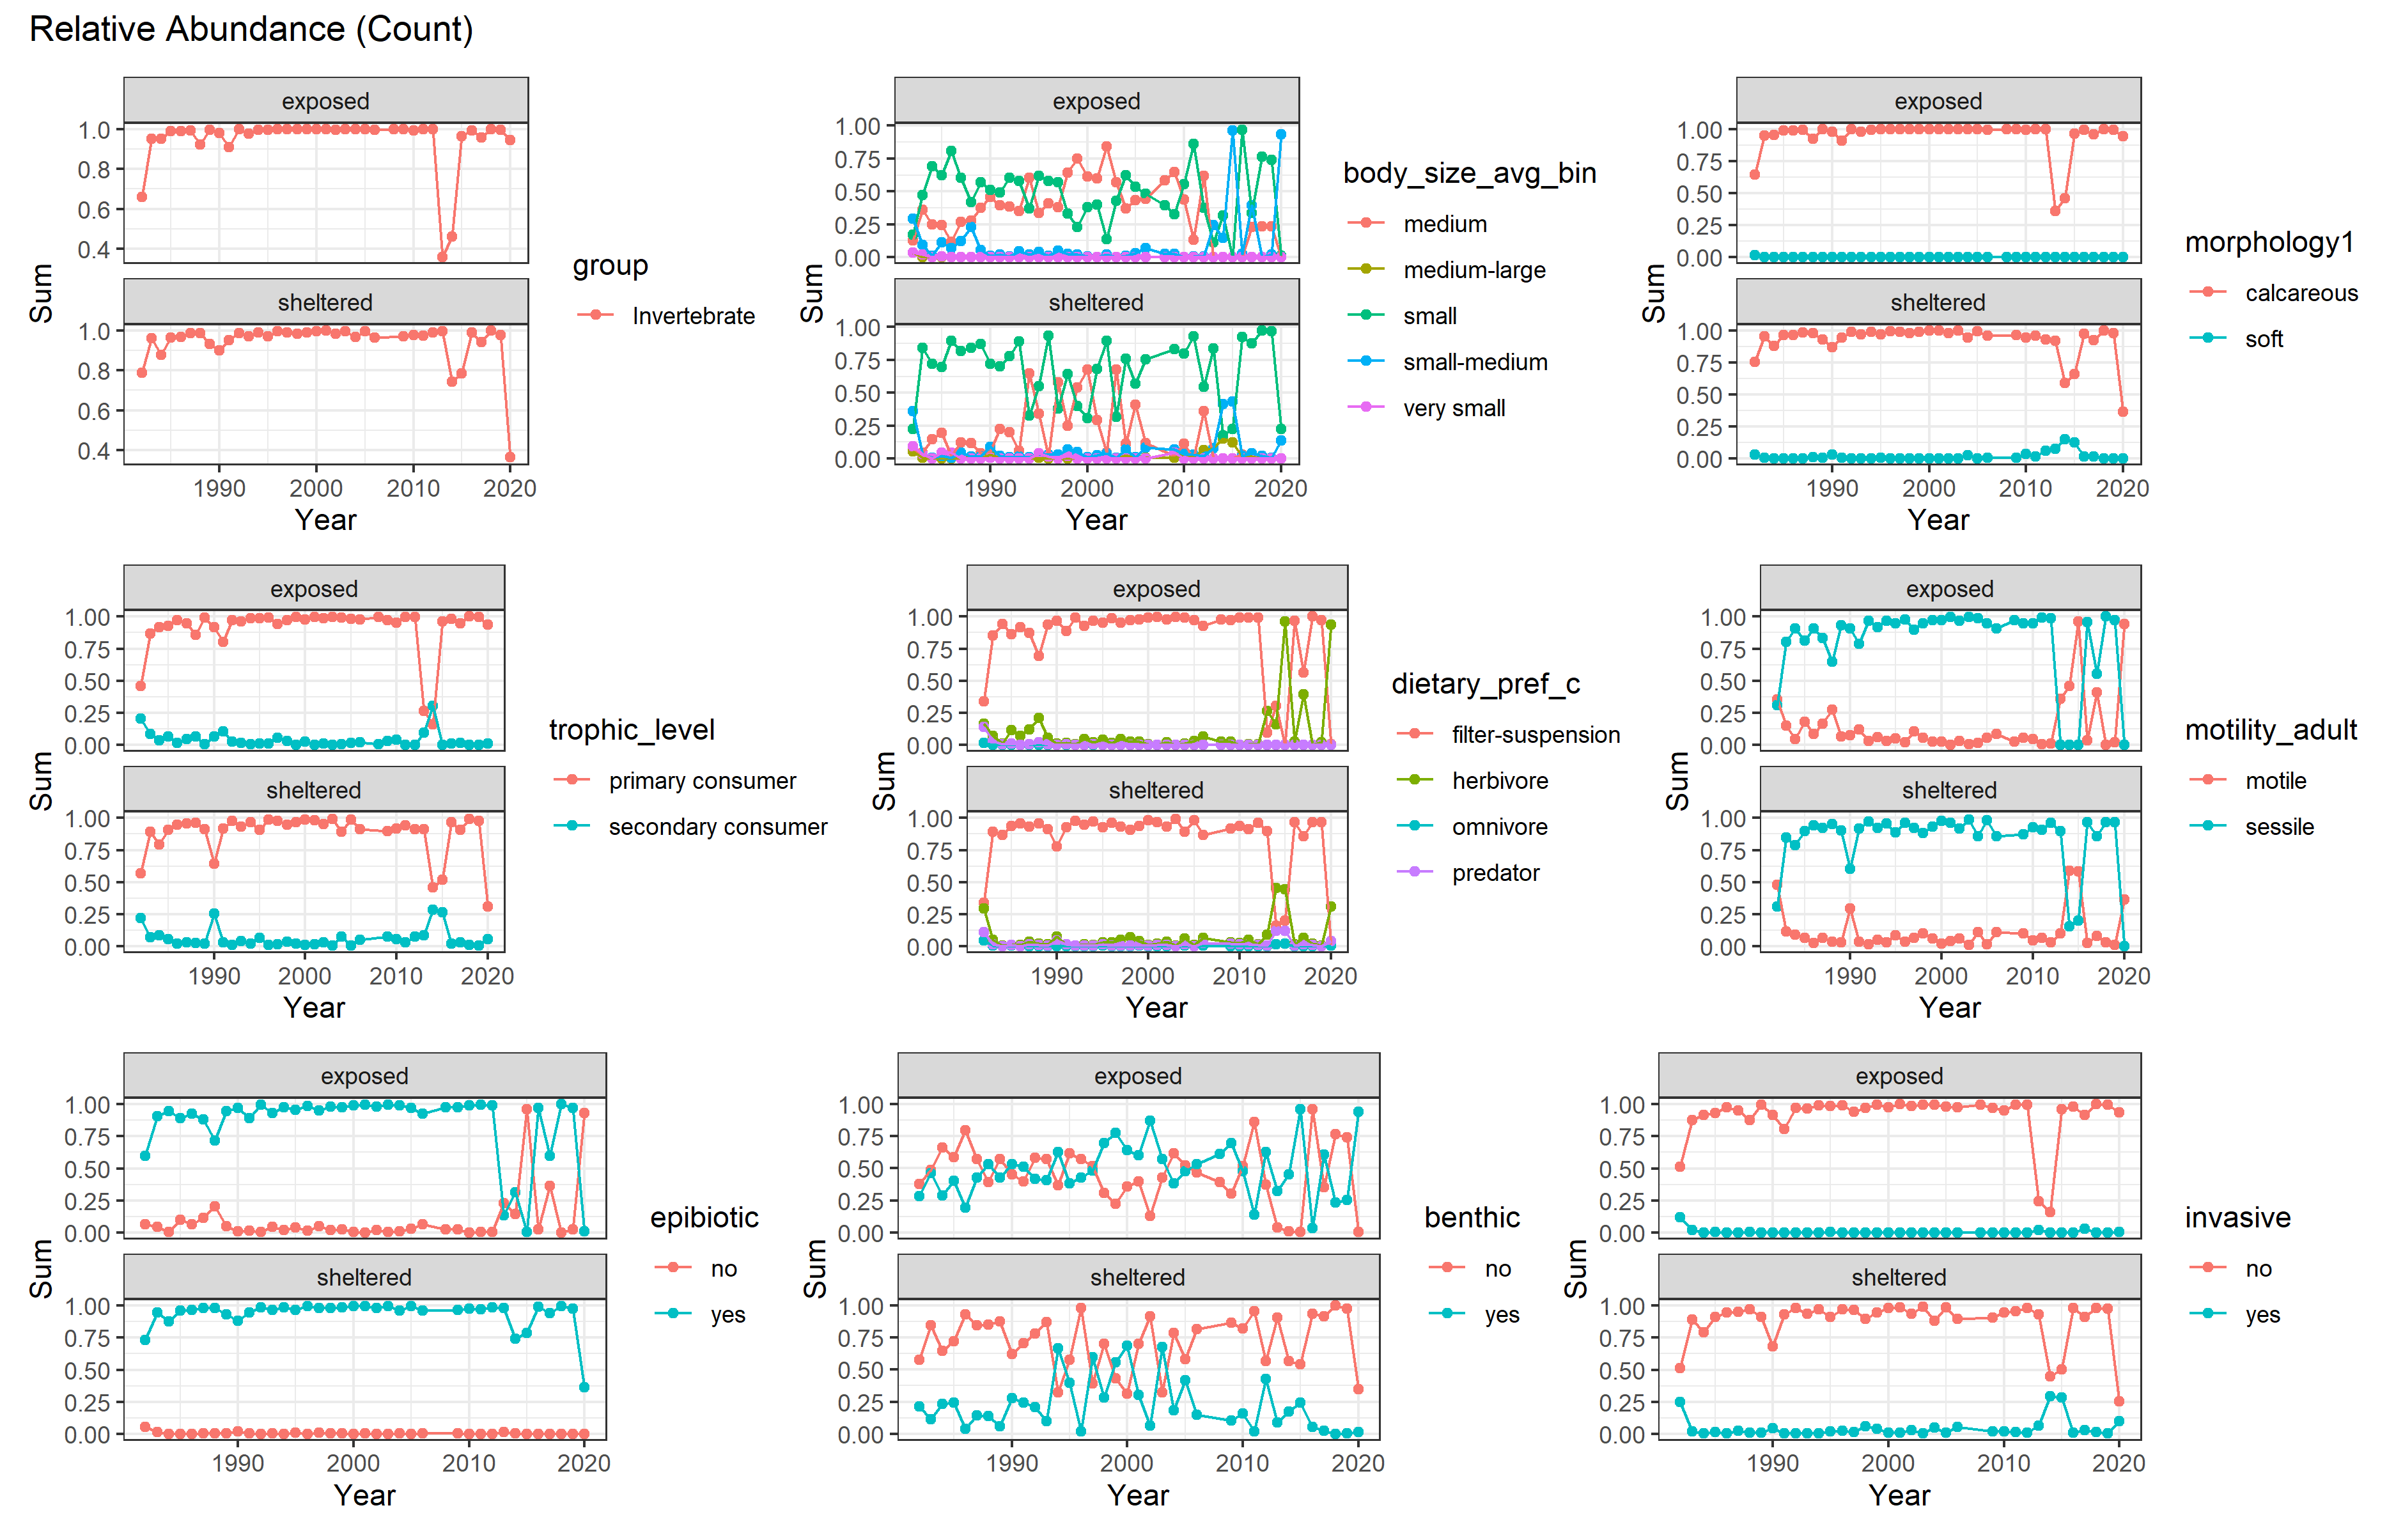 Relative Abundance (Count)
exposed
1.0
0.8
0.6
0.4
sheltered
1.0
0.8
0.6
0.4
1990 2000 2010 2020
Year
Sum
group
Invertebrate
exposed
1.00
0.75
0.50
0.25
0.00
sheltered
1.00
0.75
0.50
0.25
0.00
1990 2000 2010 2020
Year
Sum
body_size_avg_bin
medium
medium-large
small
small-medium
very small
exposed
1.00
0.75
0.50
0.25
0.00
sheltered
1.00
0.75
0.50
0.25
0.00
1990 2000 2010 2020
Year
Sum
morphology1
calcareous
soft
exposed
1.00
0.75
0.50
0.25
0.00
sheltered
1.00
0.75
0.50
0.25
0.00
1990 2000 2010 2020
Year
Sum
trophic_level
primary consumer
secondary consumer
exposed
1.00
0.75
0.50
0.25
0.00
sheltered
1.00
0.75
0.50
0.25
0.00
1990 2000 2010 2020
Year
Sum
dietary_pref_c
filter-suspension
herbivore
omnivore
predator
exposed
1.00
0.75
0.50
0.25
0.00
sheltered
1.00
0.75
0.50
0.25
0.00
1990 2000 2010 2020
Year
Sum
motility_adult
motile
sessile
exposed
1.00
0.75
0.50
0.25
0.00
sheltered
1.00
0.75
0.50
0.25
0.00
1990 2000 2010 2020
Year
Sum
epibiotic
no
yes
exposed
1.00
0.75
0.50
0.25
0.00
sheltered
1.00
0.75
0.50
0.25
0.00
1990 2000 2010 2020
Year
Sum
benthic
no
yes
exposed
1.00
0.75
0.50
0.25
0.00
sheltered
1.00
0.75
0.50
0.25
0.00
1990 2000 2010 2020
Year
Sum
invasive
no
yes